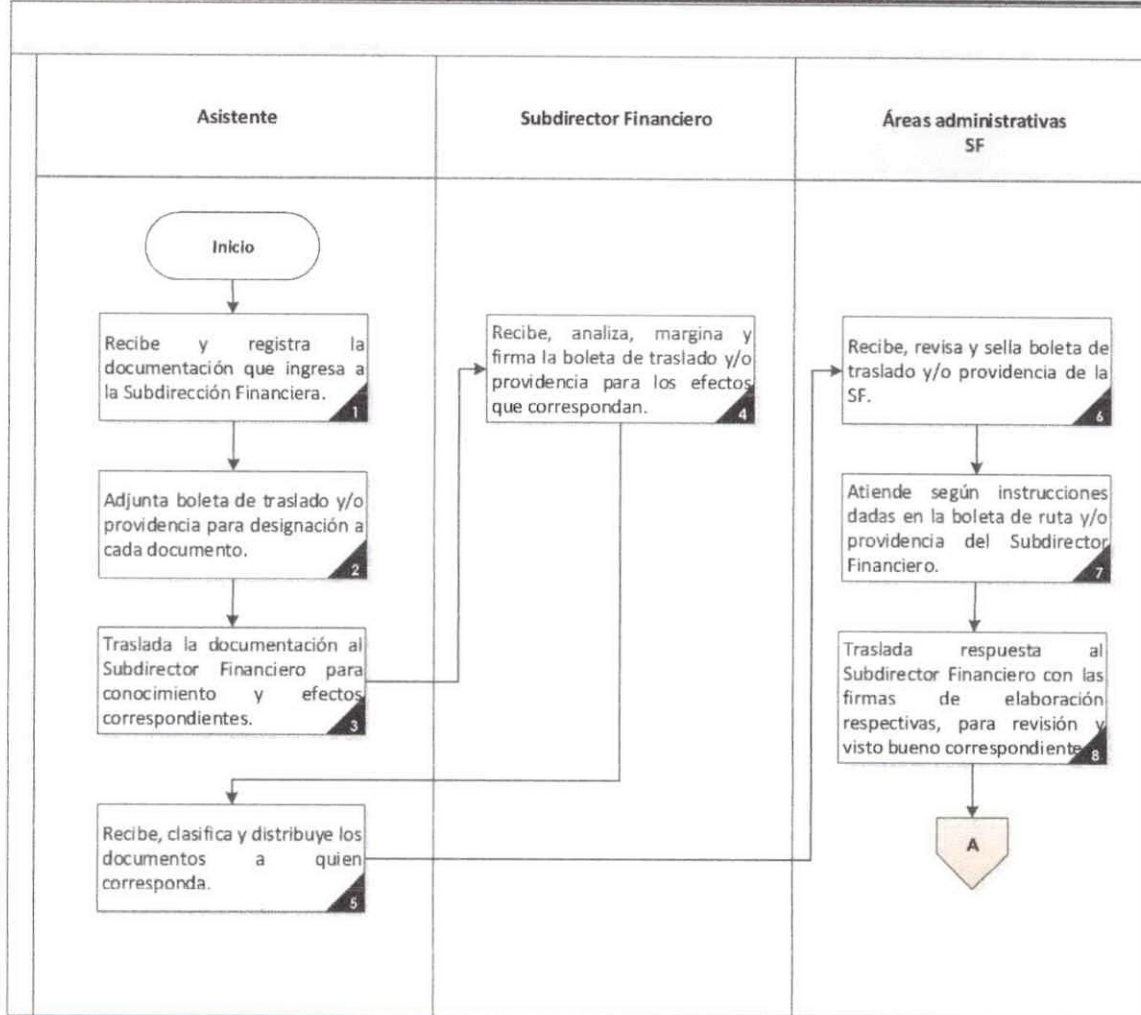 Asistente
Subdirector Financiero
Áreas administrativas
SF
Inicio
Recibe y registra la
documentación que ingresa a
la Subdirección Financiera.
1
Adjunta boleta de traslado y/o
providencia para designación a
cada documento.
2
Traslada la documentación al
Subdirector Financiero para
conocimiento y efectos
correspondientes.
3
Recibe, analiza, margina y
firma la boleta de traslado y/o
providencia para los efectos
que correspondan.
4
Recibe, clasifica y distribuye los
documentos a quien
corresponda.
5
Recibe, revisa y sella boleta de
traslado y/o providencia de la
SF.
6
Atiende según instrucciones
dadas en la boleta de ruta y/o
providencia del Subdirector
Financiero.
7
Traslada respuesta al
Subdirector Financiero con las
firmas de elaboración
respectivas, para revisión y
visto bueno correspondiente
8
A